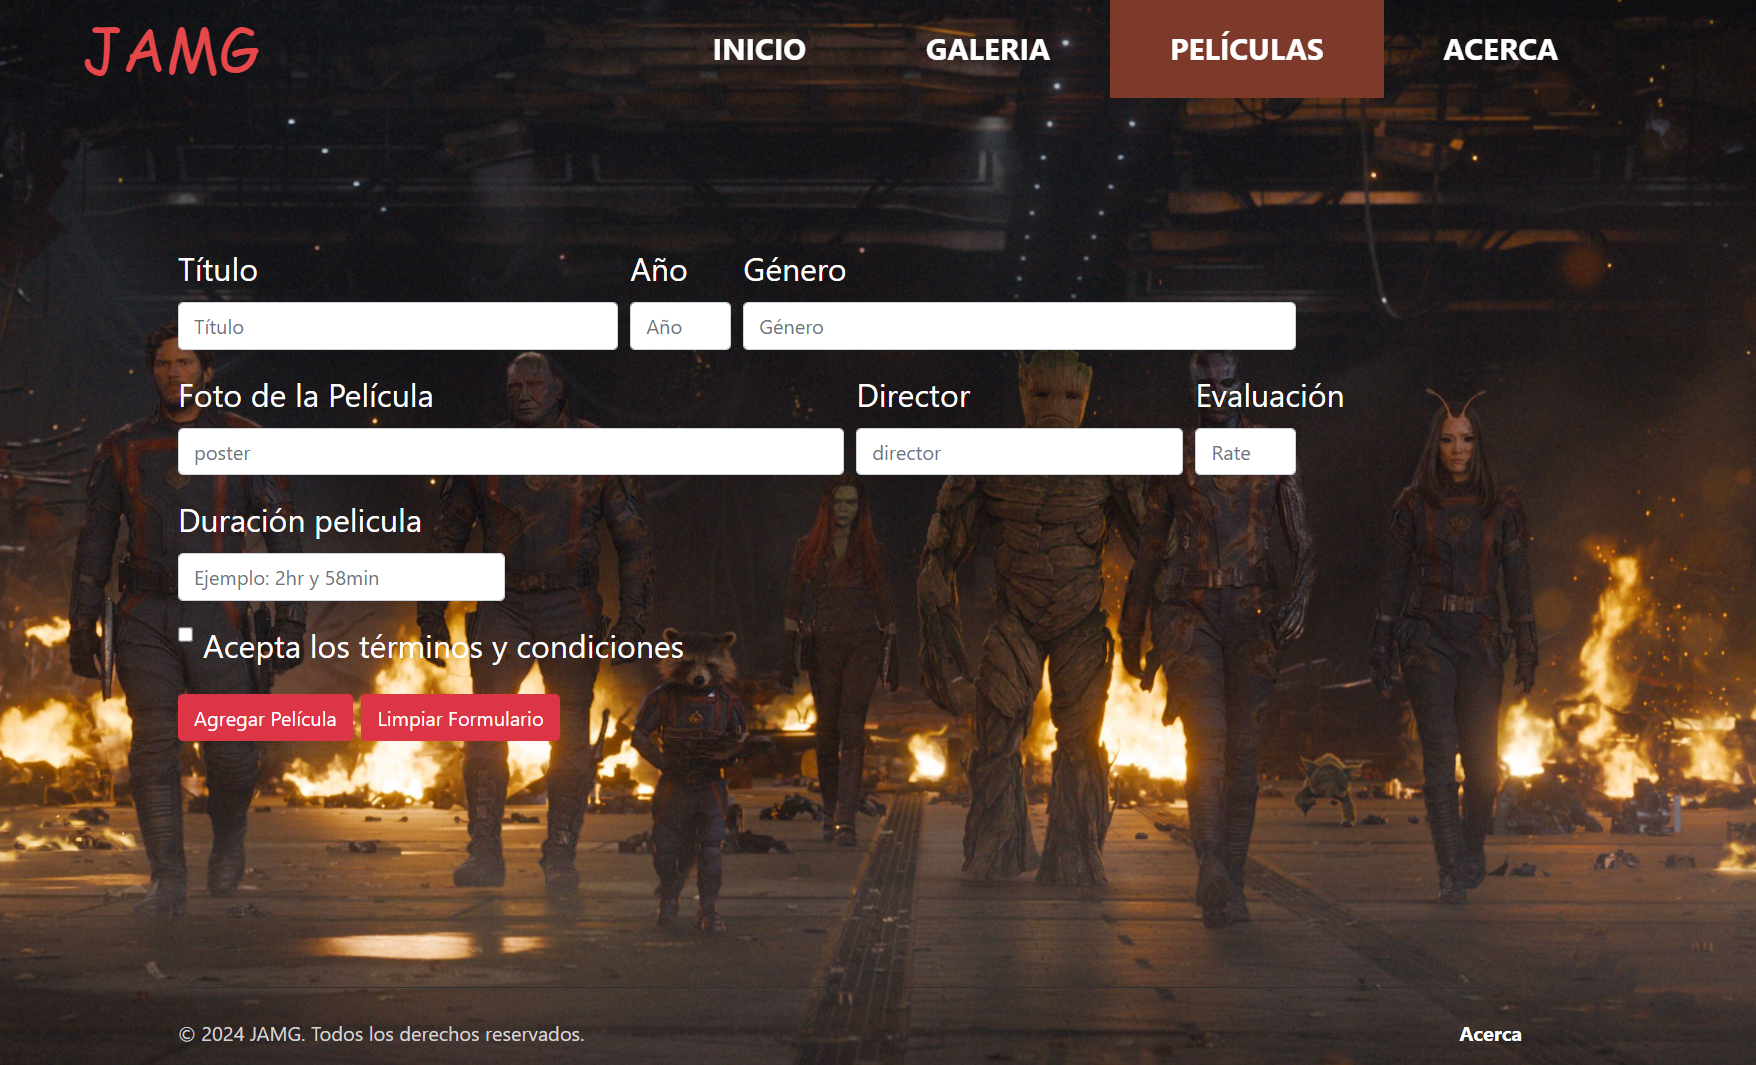 JAMG
INICIO GALERIA PELÍCULAS ACERCA
Título Año Género
Título Año Género
Foto de la Película Director Evaluación
poster director Rate
Duración pelicula
Ejemplo: 2hr y 58min
Acepta los términos y condiciones
Agregar Película Limpiar Formulario
© 2024 JAMG. Todos los derechos reservados. Acerca